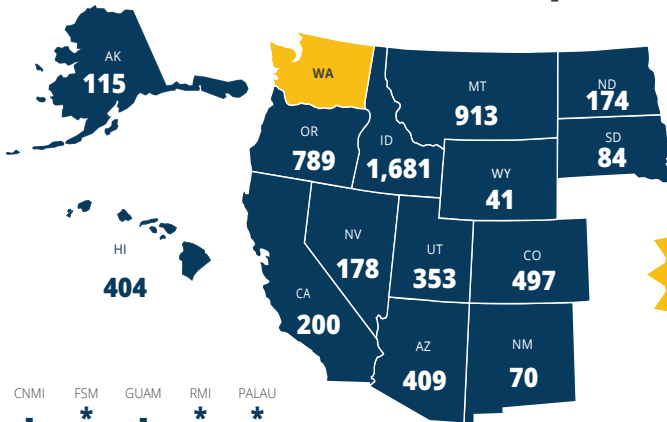 AK
115
WA
MT
913
ND
174
OR
789
ID
1,681
SD
84
WY
41
HI
404
NV
178
UT
353
CO
497
CA
200
AZ
409
NM
70
CNMI FSM GUAM RMI PALAU
- * - * *